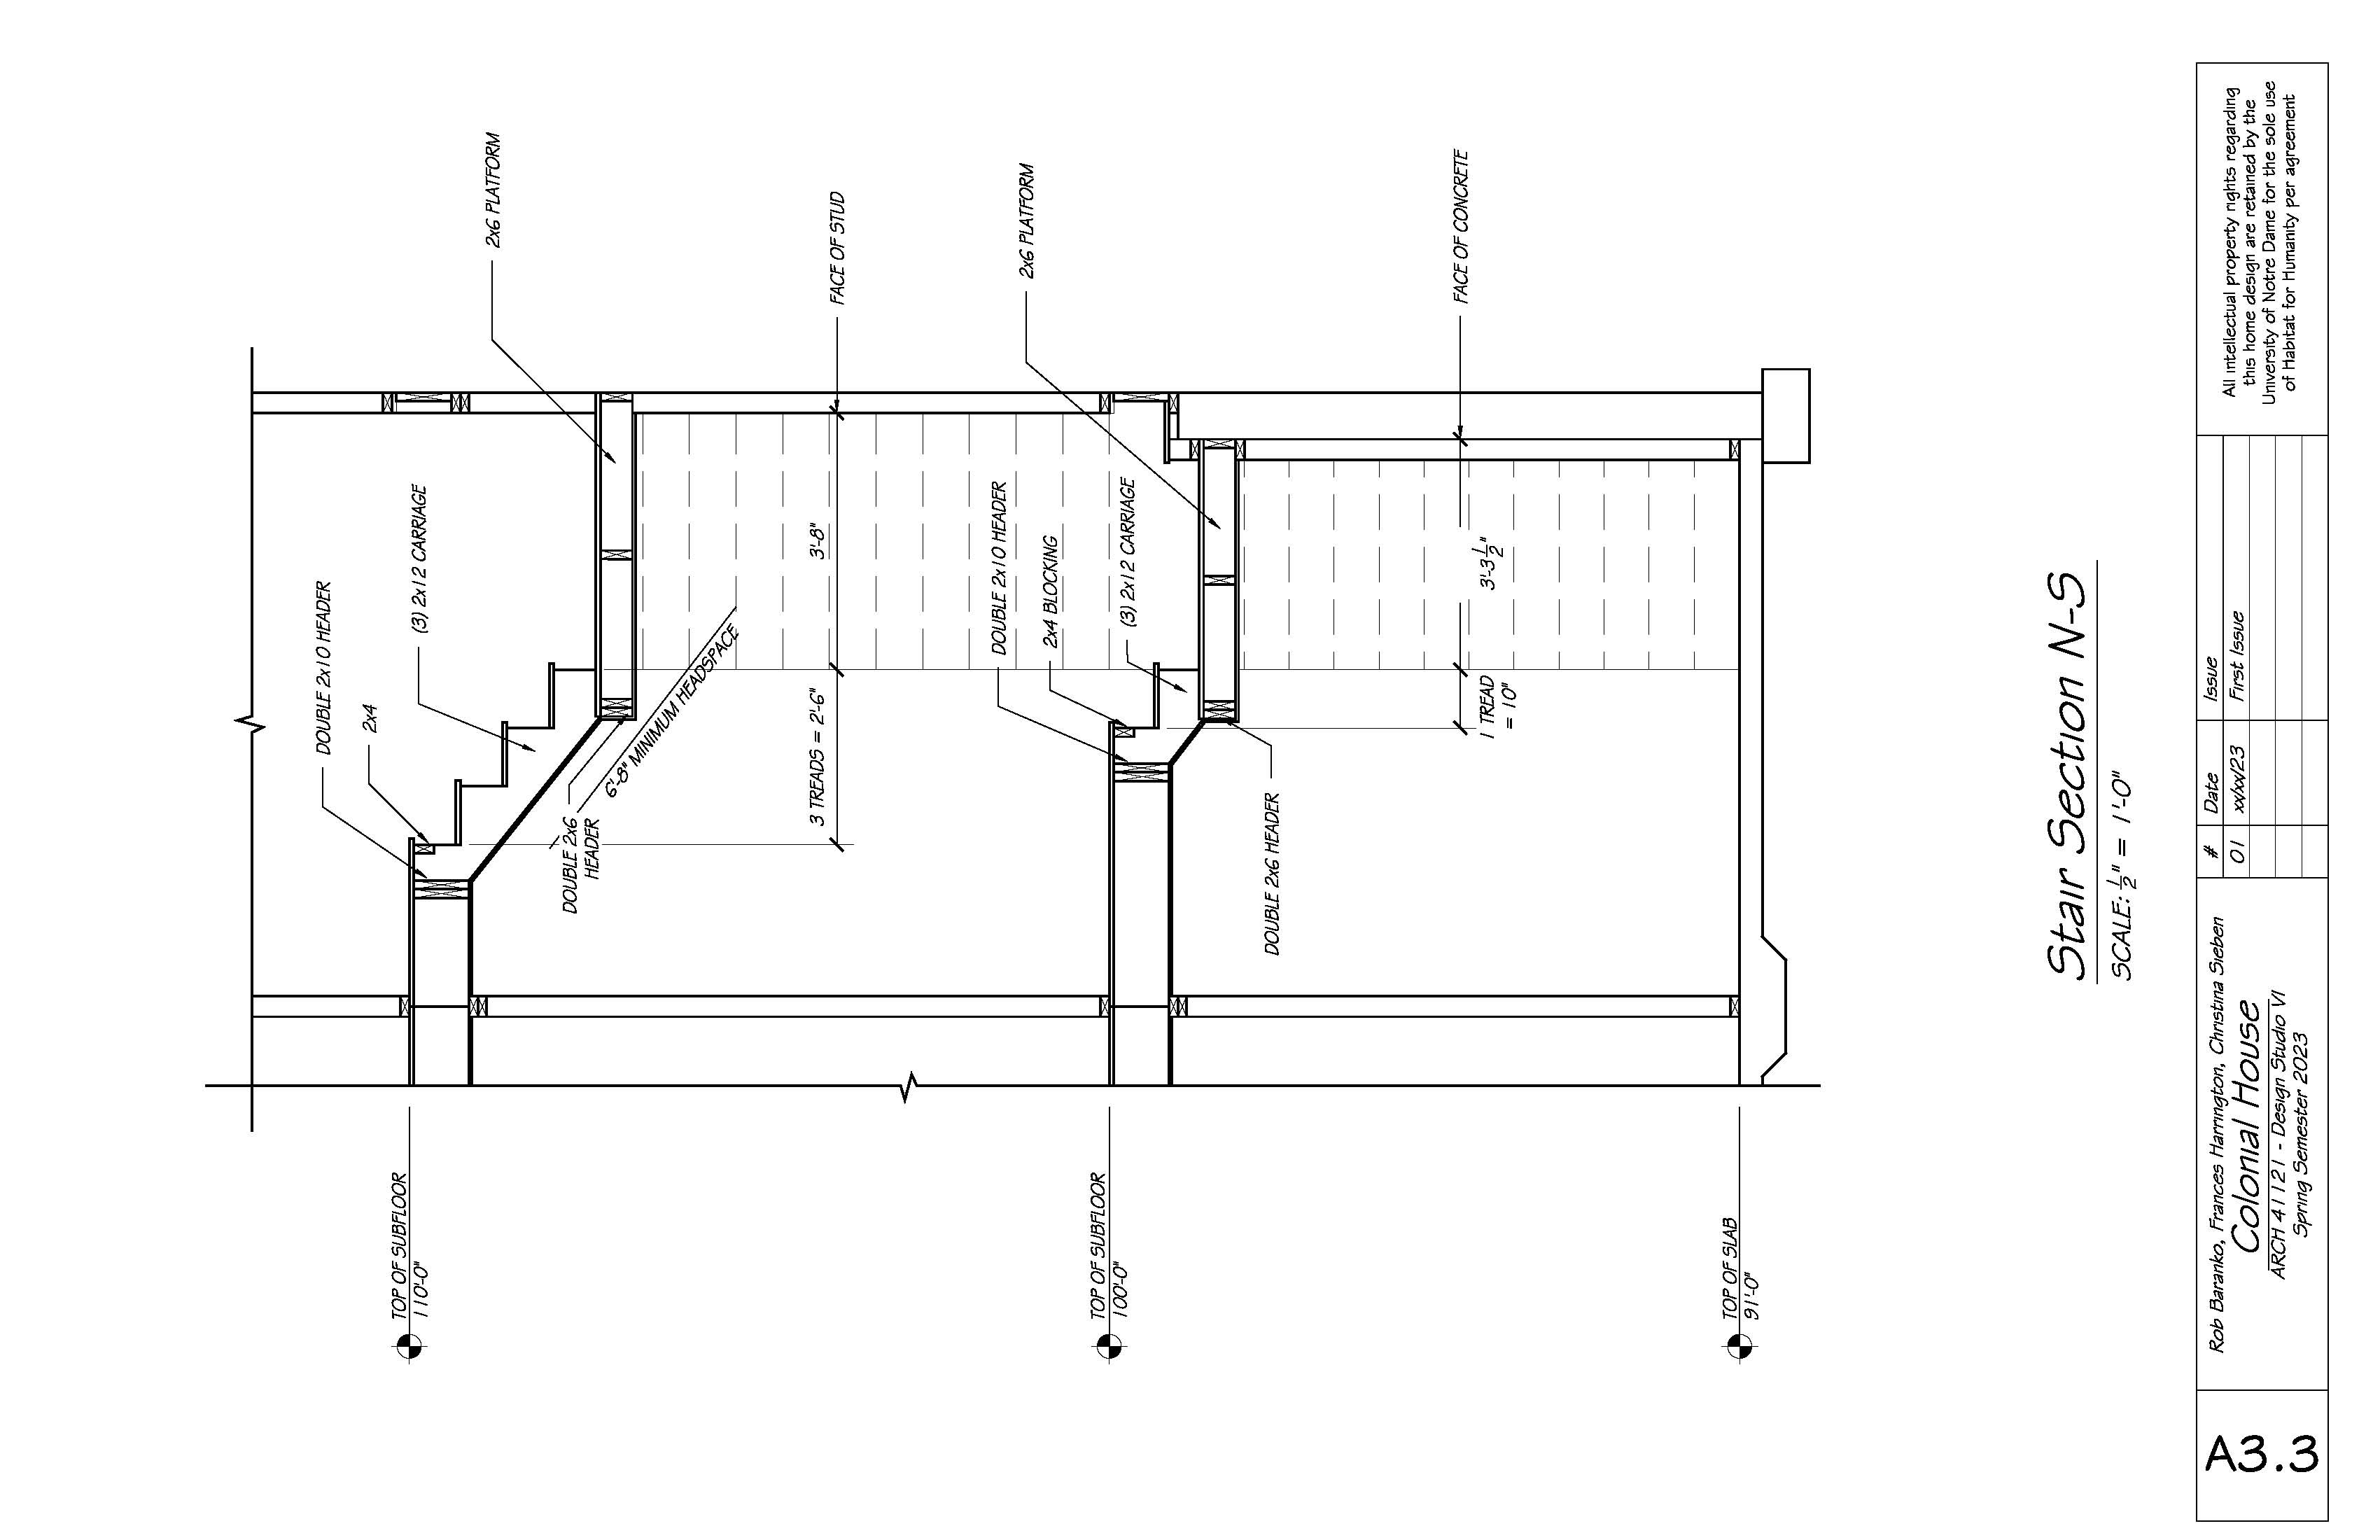 DOUBLE 2x10 HEADER
2x4
TOP OF SUBFLOOR
110'-0"
(3) 2x12 CARRIAGE
2x6 PLATFORM
DOUBLE 2x6
HEADER
6'-8" MINIMUM HEADSPACE
3 TREADS = 2'-6"
3'-8"
FACE OF STUD
DOUBLE 2x10 HEADER
2x6 PLATFORM
2x4 BLOCKING
TOP OF SUBFLOOR
100'-0"
(3) 2x12 CARRIAGE
DOUBLE 2x6 HEADER
FACE OF CONCRETE
1 TREAD
= 10"
3'-3 1/2"
TOP OF SLAB
91'-0"
Stair Section N-S
SCALE: 1/2" = 1'-0"
A3.3
Rob Baranko, Frances Harrington, Christina Sieben
Colonial House
ARCH 41121 - Design Studio VI
Spring Semester 2023
# Date Issue
01 xx/xx/23 First Issue
All intellectual property rights regarding
this home design are retained by the
University of Notre Dame for the sole use
of Habitat for Humanity per agreement